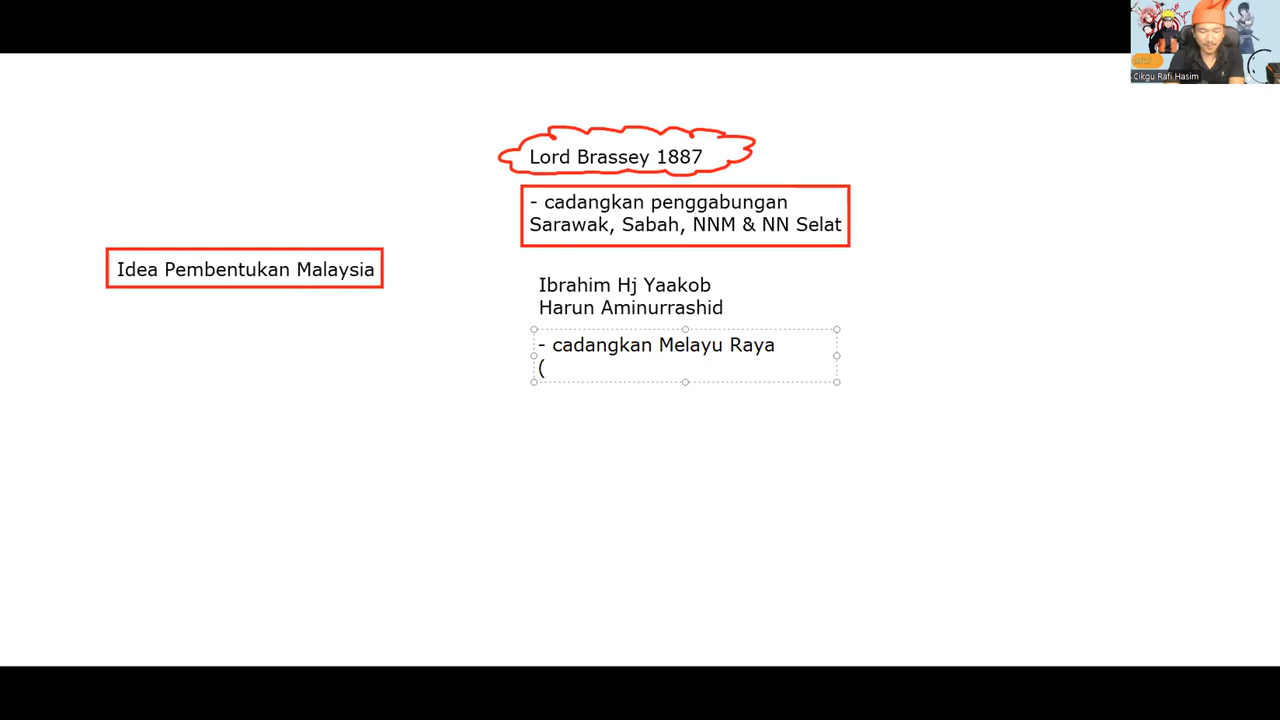 Lord Brassey 1887
- cadangkan penggabungan
Sarawak, Sabah, NNM & NN Selat
Idea Pembentukan Malaysia
Ibrahim Hj Yaakob
Harun Aminurrashid
- cadangkan Melayu Raya
(
Cikgu Rafi Hasim